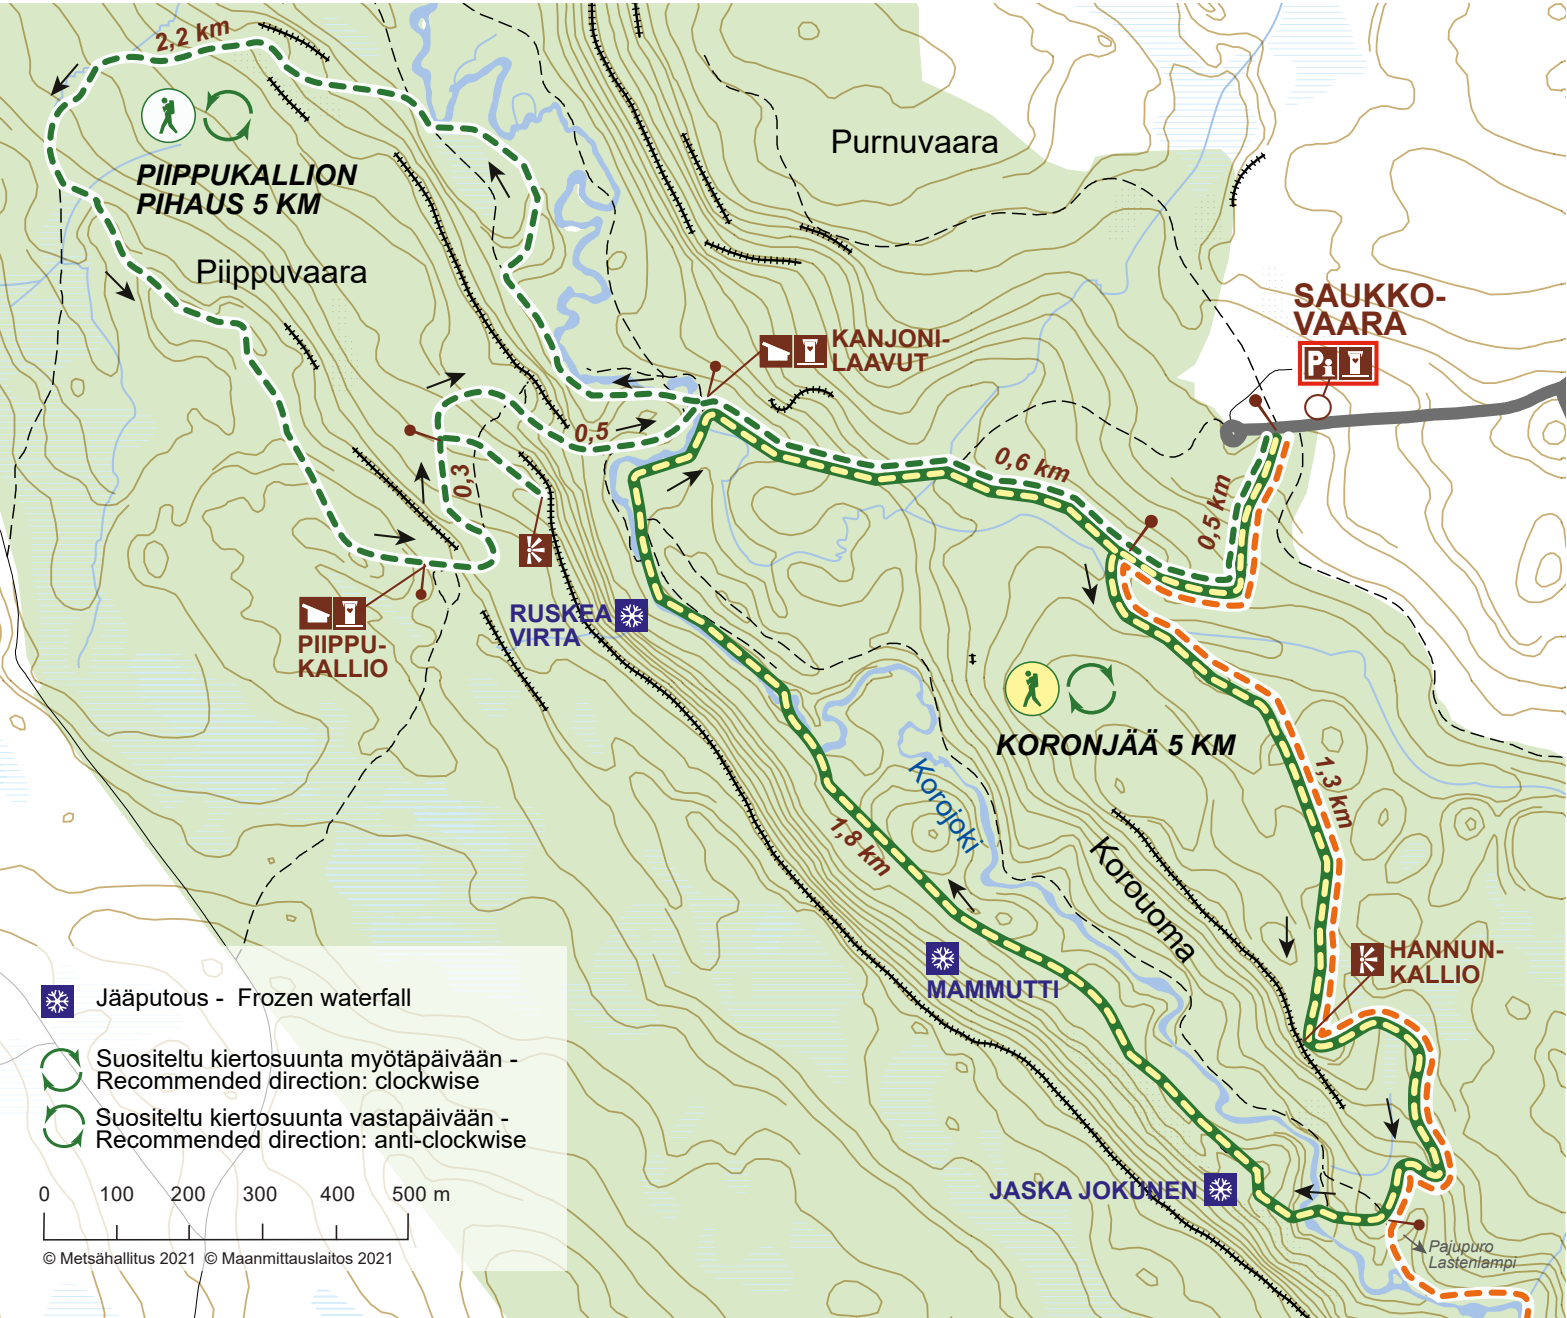 2,2 km
PIIPPUKALLION
PIHAUS 5 KM
Piippuvaara
Purnuvaara
SAUKKO-
VAARA
P
KANJONI-
LAAVUT
0,5
0,3
0,6 km
0,5 km
PIIPPU-
KALLIO
RUSKEA
VIRTA
KORONJÄÄ 5 KM
1,3 km
Korojoki
1,8 km
Korouoma
HANNUN-
KALLIO
MAMMUTTI
JASKA JOKUNEN
Pajupuro
Lastenlampi
Jääputous - Frozen waterfall
Suositeltu kiertosuunta myötäpäivään -
Recommended direction: clockwise
Suositeltu kiertosuunta vastapäivään -
Recommended direction: anti-clockwise
0 100 200 300 400 500 m
© Metsähallitus 2021 © Maanmittauslaitos 2021